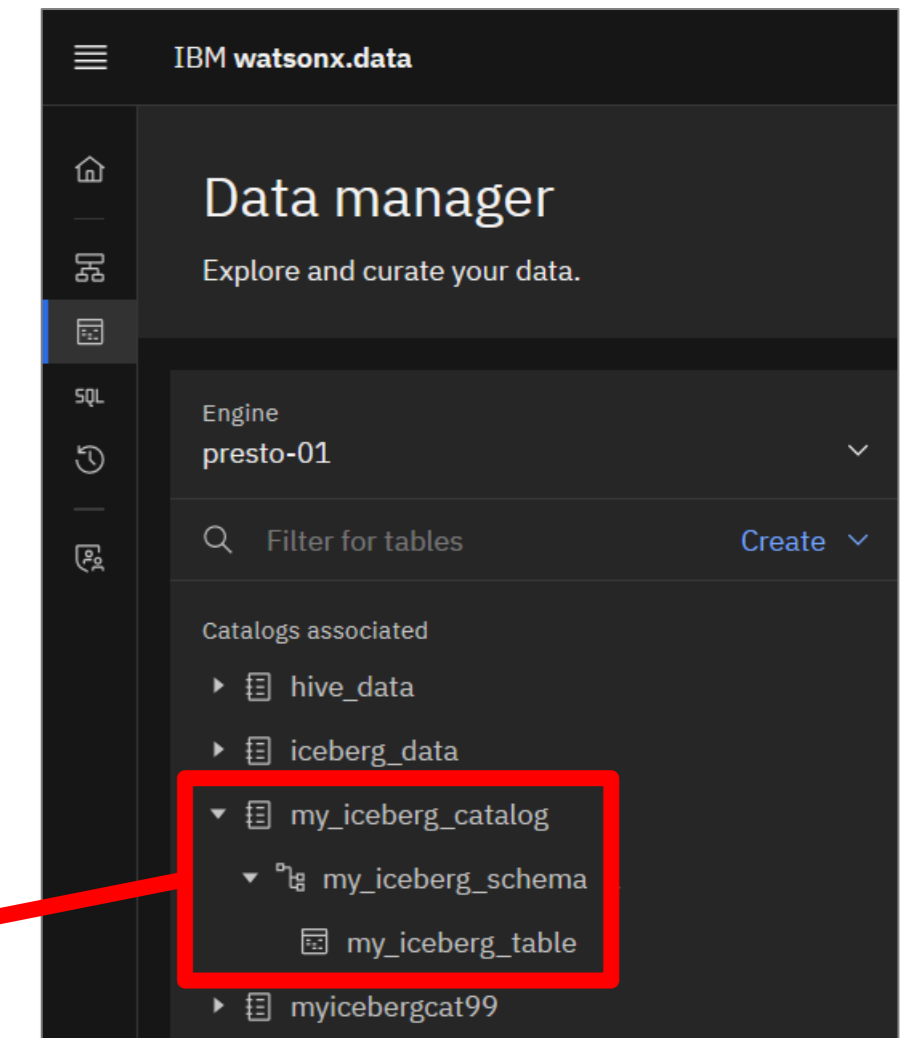 IBM watsonx.data
Data manager
Explore and curate your data.
SQL
Engine
presto-01
Filter for tables
Create
Catalogs associated
hive_data
iceberg_data
my_iceberg_catalog
my_iceberg_schema
my_iceberg_table
myicebergcat99